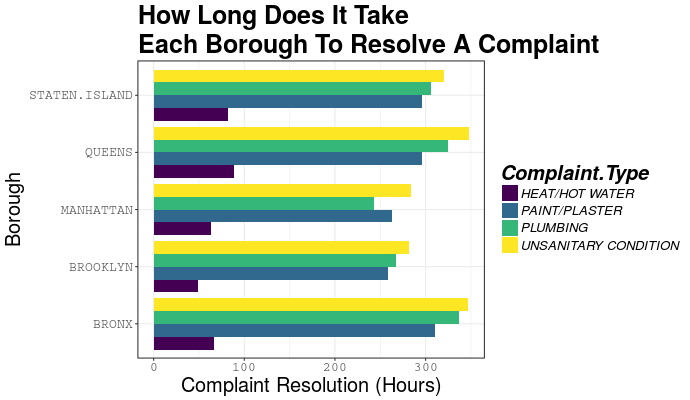 How Long Does It Take
Each Borough To Resolve A Complaint
Borough
STATEN.ISLAND
QUEENS
MANHATTAN
BROOKLYN
BRONX
0 100 200 300
Complaint Resolution (Hours)
Complaint.Type
HEAT/HOT WATER
PAINT/PLASTER
PLUMBING
UNSANITARY CONDITION